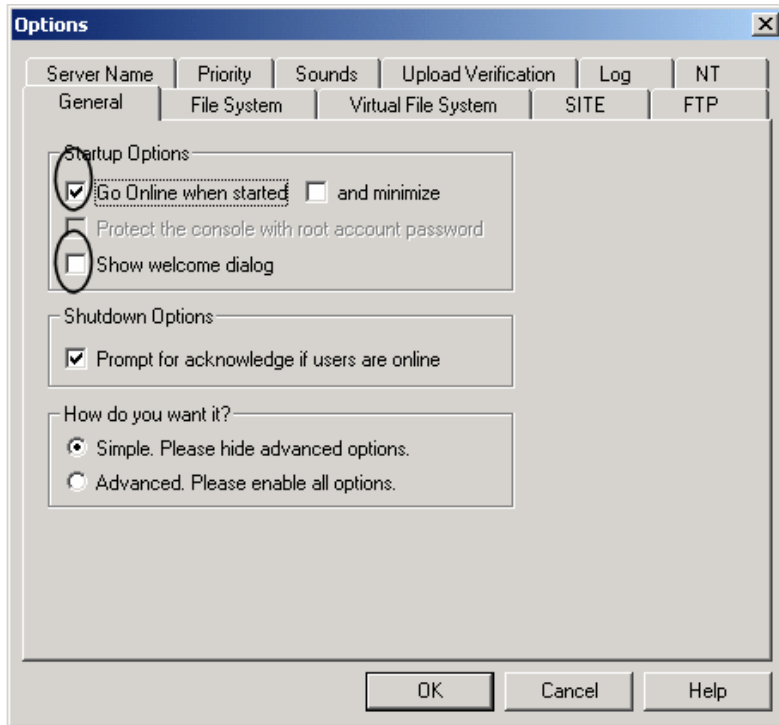 Options
Server Name Priority Sounds Upload Verification Log NT
General File System Virtual File System SITE FTP
Startup Options
Go Online when started and minimize
Protect the console with root account password
Show welcome dialog
Shutdown Options
Prompt for acknowledge if users are online
How do you want it?
Simple. Please hide advanced options.
Advanced. Please enable all options.
OK Cancel Help